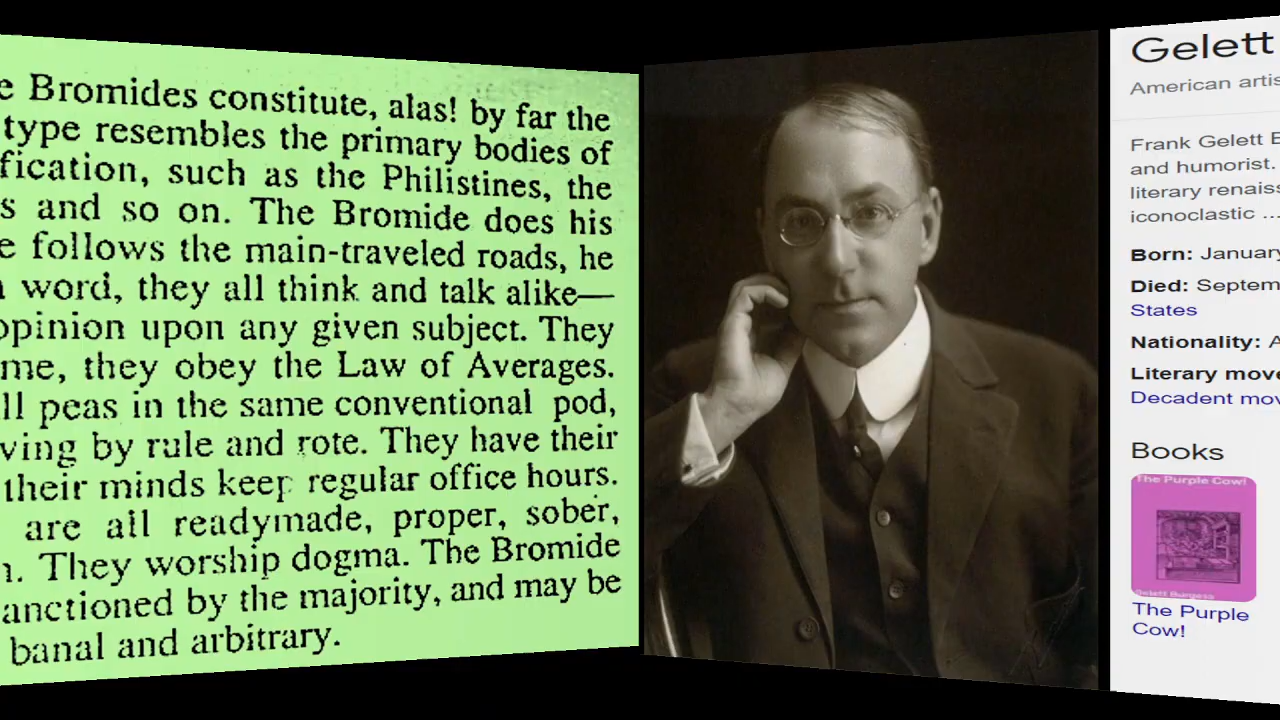 Bromides constitute, alas! by far the
type resembles the primary bodies of
fication, such as the Philistines, the
s and so on. The Bromide does his
e follows the main-traveled roads, he
word, they all think and talk alike—
opinion upon any given subject. They
me, they obey the Law of Averages.
ll peas in the same conventional pod,
ving by rule and rote. They have their
their minds keep regular office hours.
are all readymade, proper, sober,
n. They worship dogma. The Bromide
anctioned by the majority, and may be
banal and arbitrary.
Gelett
American artis
Frank Gelett B
and humorist.
literary renais
iconoclastic ...
Born: January
Died: Septem
States
Nationality: A
Literary move
Decadent mov
Books
The Purple Cow!
Gelett Burgess
The Purple
Cow!